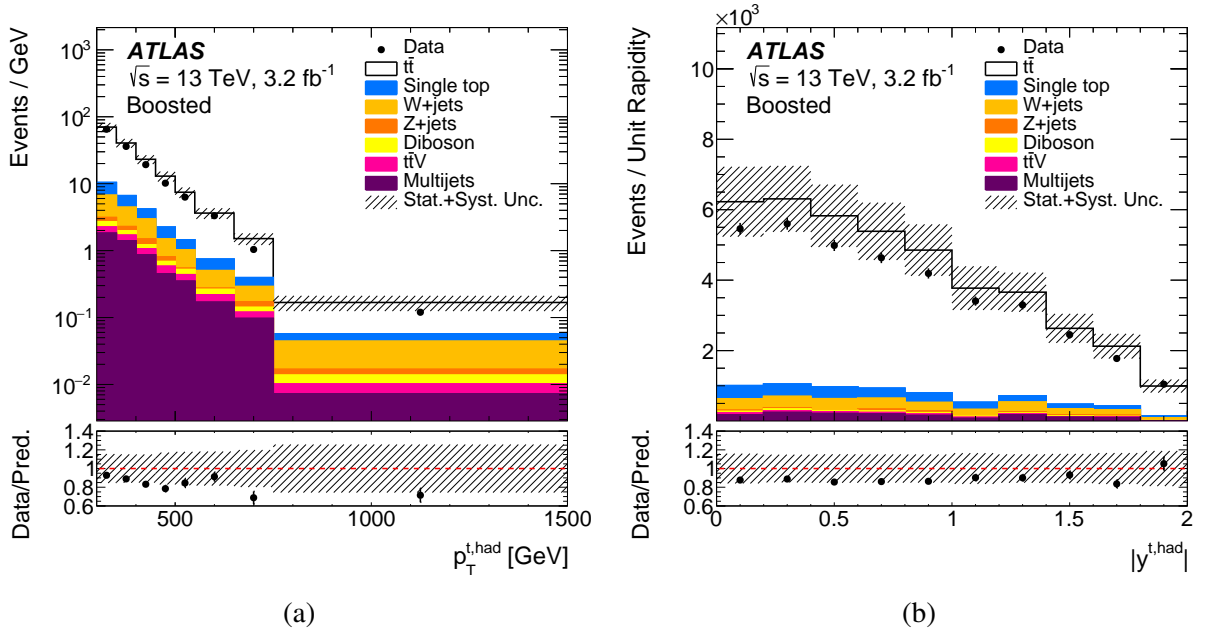 ATLAS
√s = 13 TeV, 3.2 fb⁻¹
Boosted
Data
tt̄
Single top
W+jets
Z+jets
Diboson
tt̄V
Multijets
Stat.+Syst. Unc.
Events / GeV
10³
10²
10
1
10⁻¹
10⁻²
Data/Pred.
1.4
1.2
1
0.8
0.6
500
1000
1500
p_T^{t,had} [GeV]
(a)
×10³
ATLAS
√s = 13 TeV, 3.2 fb⁻¹
Boosted
Data
tt̄
Single top
W+jets
Z+jets
Diboson
tt̄V
Multijets
Stat.+Syst. Unc.
Events / Unit Rapidity
10
8
6
4
2
Data/Pred.
1.4
1.2
1
0.8
0.6
0
0.5
1
1.5
2
|y^{t,had}|
(b)